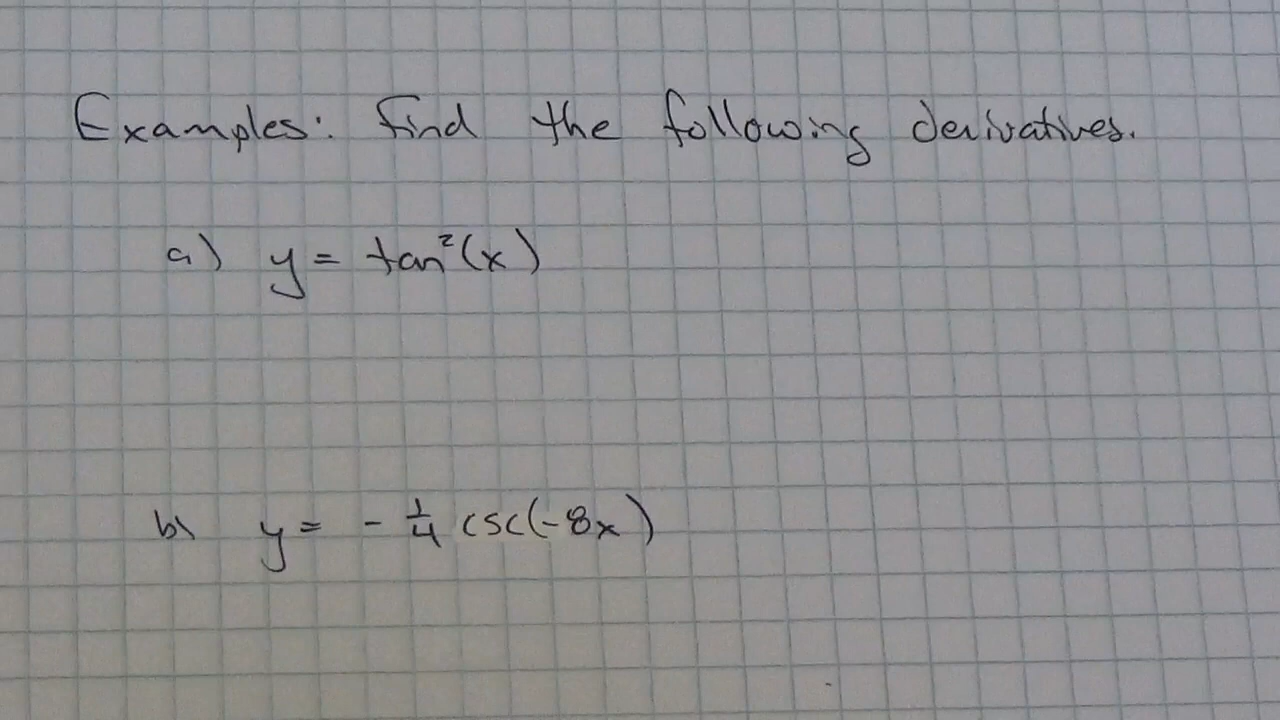 Examples: Find the following derivatives.
a) y = tan²(x)
b) y = - 1/4 csc(-8x)